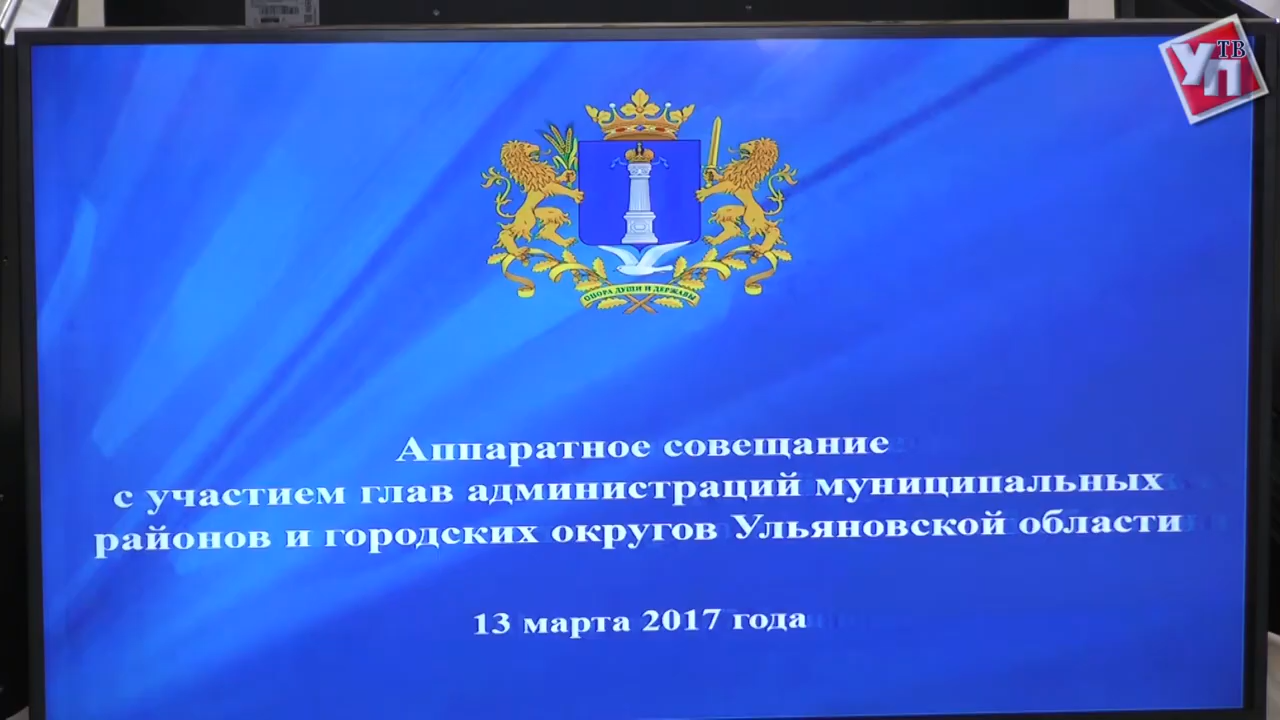 УП
ТВ
ОПОРА ДУШИ И ДЕРЖАВЫ
Аппаратное совещание
с участием глав администраций муниципальных
районов и городских округов Ульяновской области
13 марта 2017 года